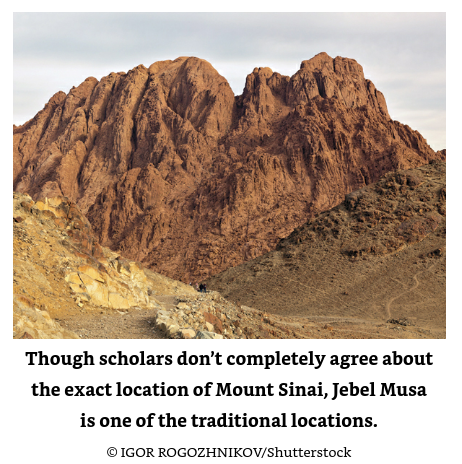 Though scholars don’t completely agree about
the exact location of Mount Sinai, Jebel Musa
is one of the traditional locations.
© IGOR ROGOZHNIKOV/Shutterstock